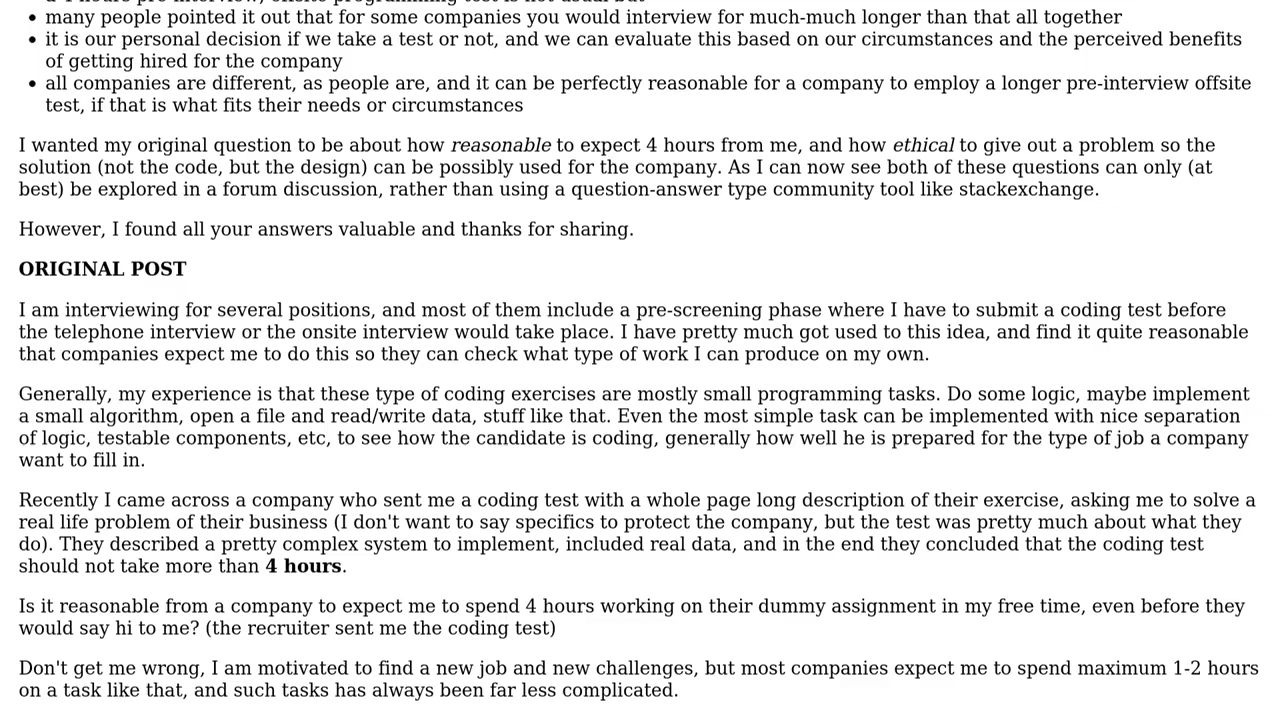 many people pointed it out that for some companies you would interview for much-much longer than that all together
it is our personal decision if we take a test or not, and we can evaluate this based on our circumstances and the perceived benefits
of getting hired for the company
all companies are different, as people are, and it can be perfectly reasonable for a company to employ a longer pre-interview offsite
test, if that is what fits their needs or circumstances
I wanted my original question to be about how reasonable to expect 4 hours from me, and how ethical to give out a problem so the
solution (not the code, but the design) can be possibly used for the company. As I can now see both of these questions can only (at
best) be explored in a forum discussion, rather than using a question-answer type community tool like stackexchange.
However, I found all your answers valuable and thanks for sharing.
ORIGINAL POST
I am interviewing for several positions, and most of them include a pre-screening phase where I have to submit a coding test before
the telephone interview or the onsite interview would take place. I have pretty much got used to this idea, and find it quite reasonable
that companies expect me to do this so they can check what type of work I can produce on my own.
Generally, my experience is that these type of coding exercises are mostly small programming tasks. Do some logic, maybe implement
a small algorithm, open a file and read/write data, stuff like that. Even the most simple task can be implemented with nice separation
of logic, testable components, etc, to see how the candidate is coding, generally how well he is prepared for the type of job a company
want to fill in.
Recently I came across a company who sent me a coding test with a whole page long description of their exercise, asking me to solve a
real life problem of their business (I don't want to say specifics to protect the company, but the test was pretty much about what they
do). They described a pretty complex system to implement, included real data, and in the end they concluded that the coding test
should not take more than 4 hours.
Is it reasonable from a company to expect me to spend 4 hours working on their dummy assignment in my free time, even before they
would say hi to me? (the recruiter sent me the coding test)
Don't get me wrong, I am motivated to find a new job and new challenges, but most companies expect me to spend maximum 1-2 hours
on a task like that, and such tasks has always been far less complicated.